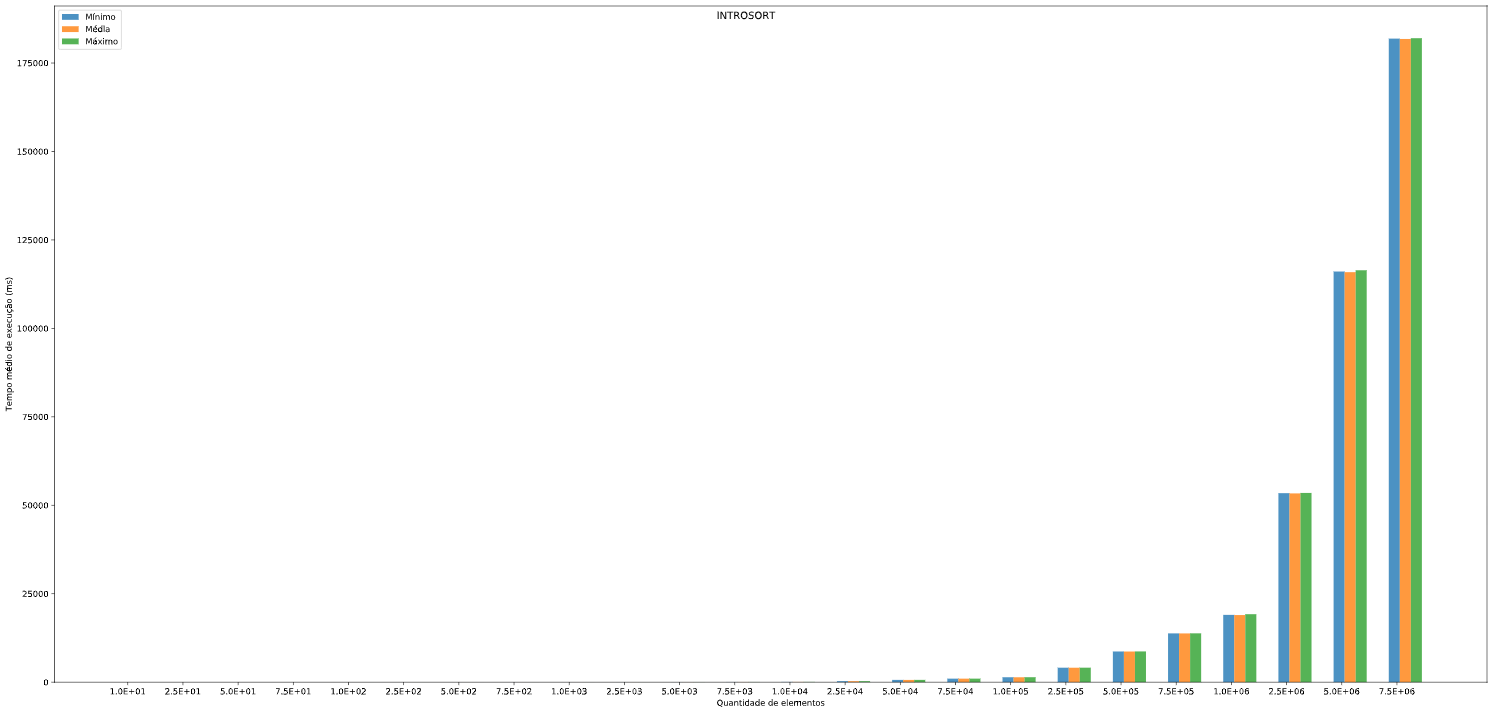 INTROSORT
Mínimo
Média
Máximo
175000
150000
125000
100000
75000
50000
25000
0
Tempo médio de execução (ms)
1.0E+01 2.5E+01 5.0E+01 7.5E+01 1.0E+02 2.5E+02 5.0E+02 7.5E+02 1.0E+03 2.5E+03 5.0E+03 7.5E+03 1.0E+04 2.5E+04 5.0E+04 7.5E+04 1.0E+05 2.5E+05 5.0E+05 7.5E+05 1.0E+06 2.5E+06 5.0E+06 7.5E+06
Quantidade de elementos